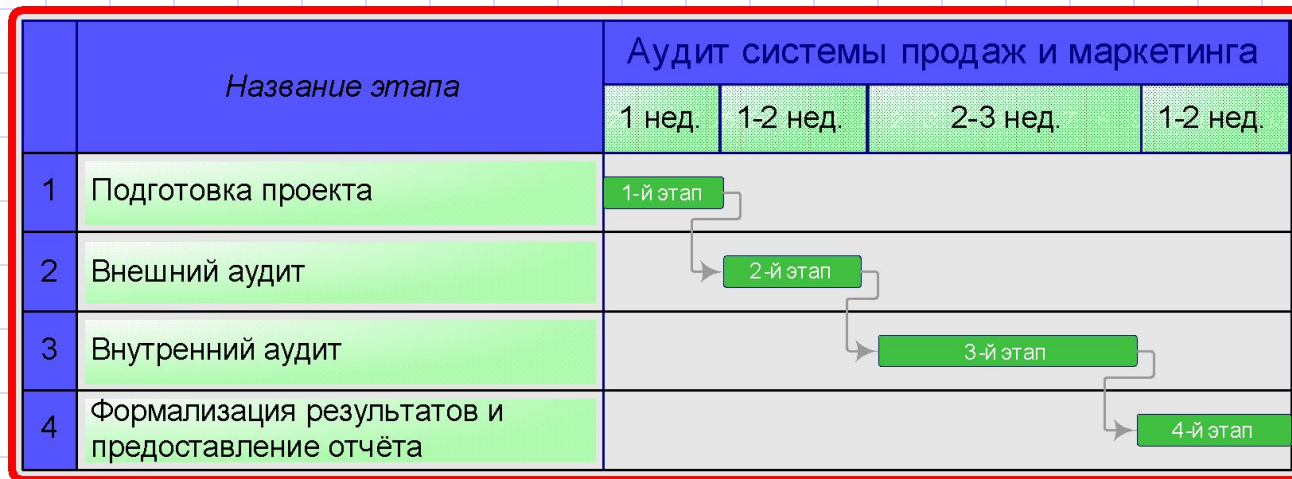 Название этапа
Аудит системы продаж и маркетинга
1 нед.
1-2 нед.
2-3 нед.
1-2 нед.
1
Подготовка проекта
1-й этап
2
Внешний аудит
2-й этап
3
Внутренний аудит
3-й этап
4
Формализация результатов и
предоставление отчёта
4-й этап